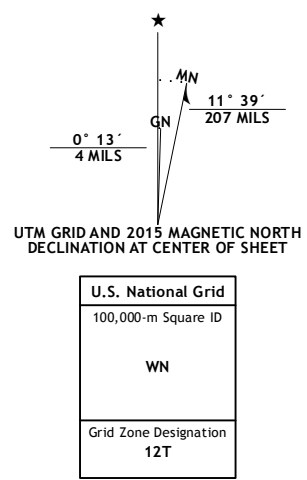 MN
GN
11° 39´
207 MILS
0° 13´
4 MILS
UTM GRID AND 2015 MAGNETIC NORTH
DECLINATION AT CENTER OF SHEET
U.S. National Grid
100,000-m Square ID
WN
Grid Zone Designation
12T